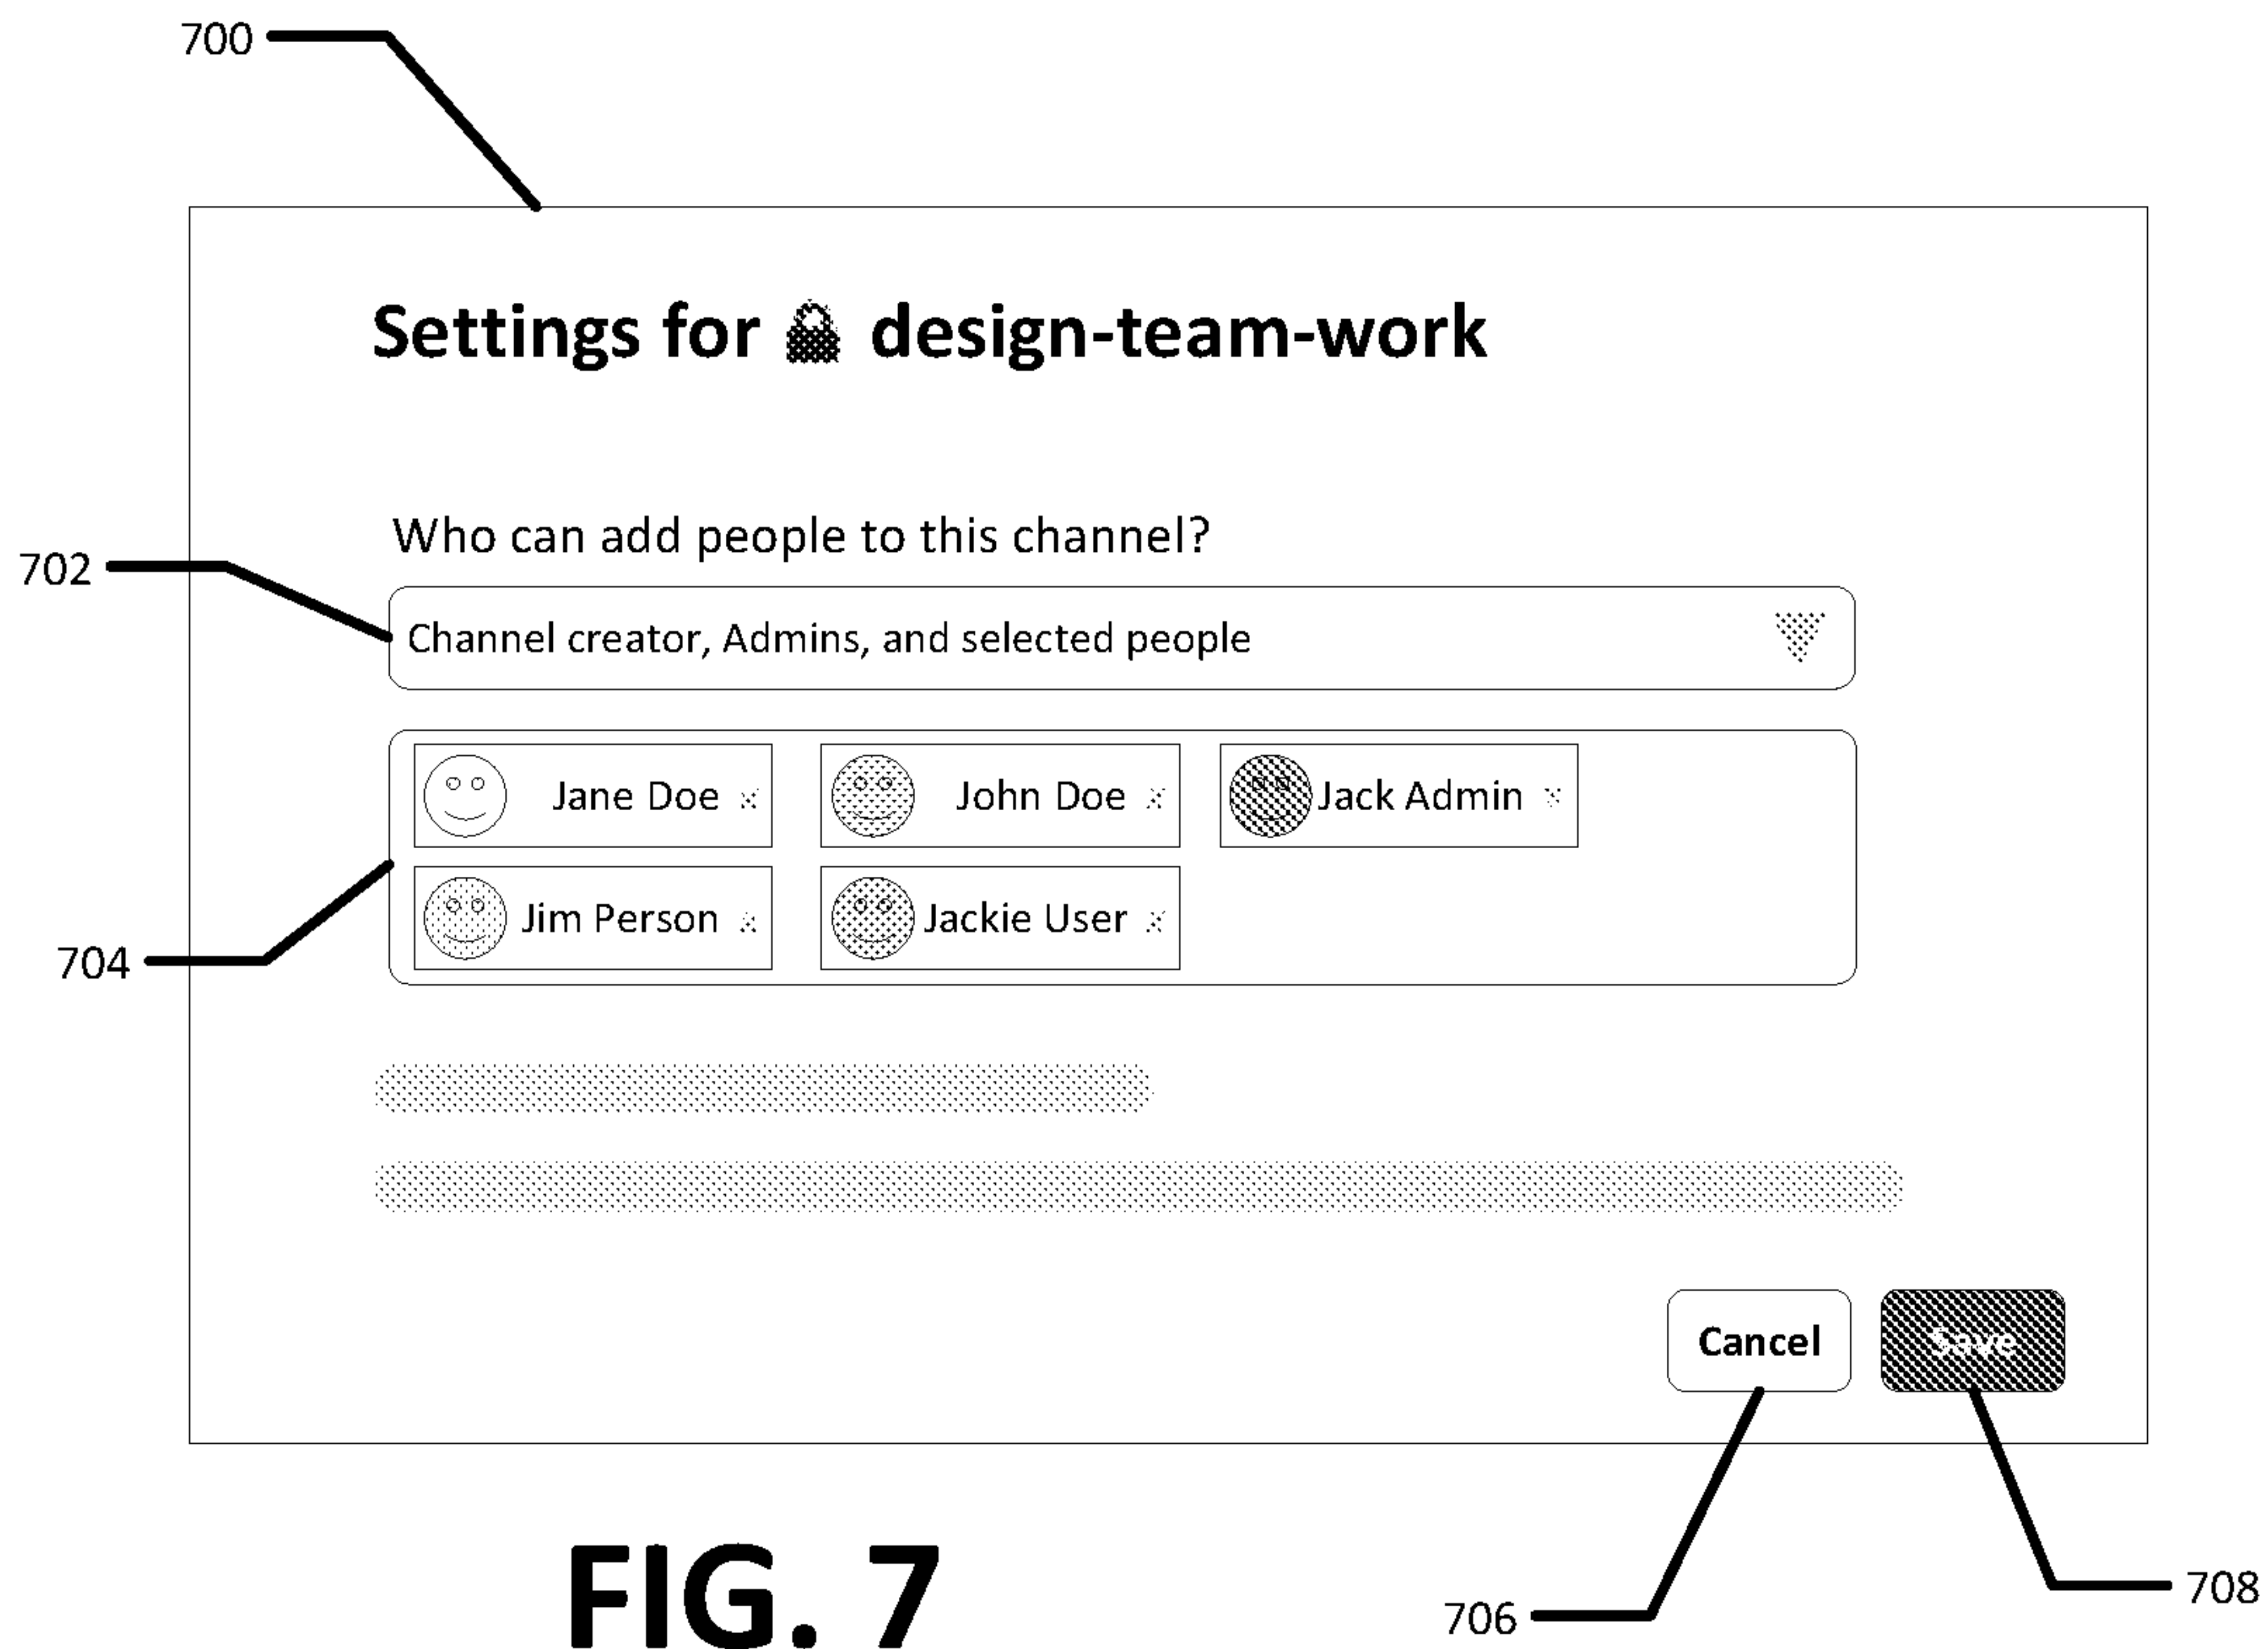 700
Settings for design-team-work
Who can add people to this channel?
702
Channel creator, Admins, and selected people
Jane Doe x John Doe x Jack Admin x
Jim Person x Jackie User x
704
Cancel Save
FIG. 7
706
708